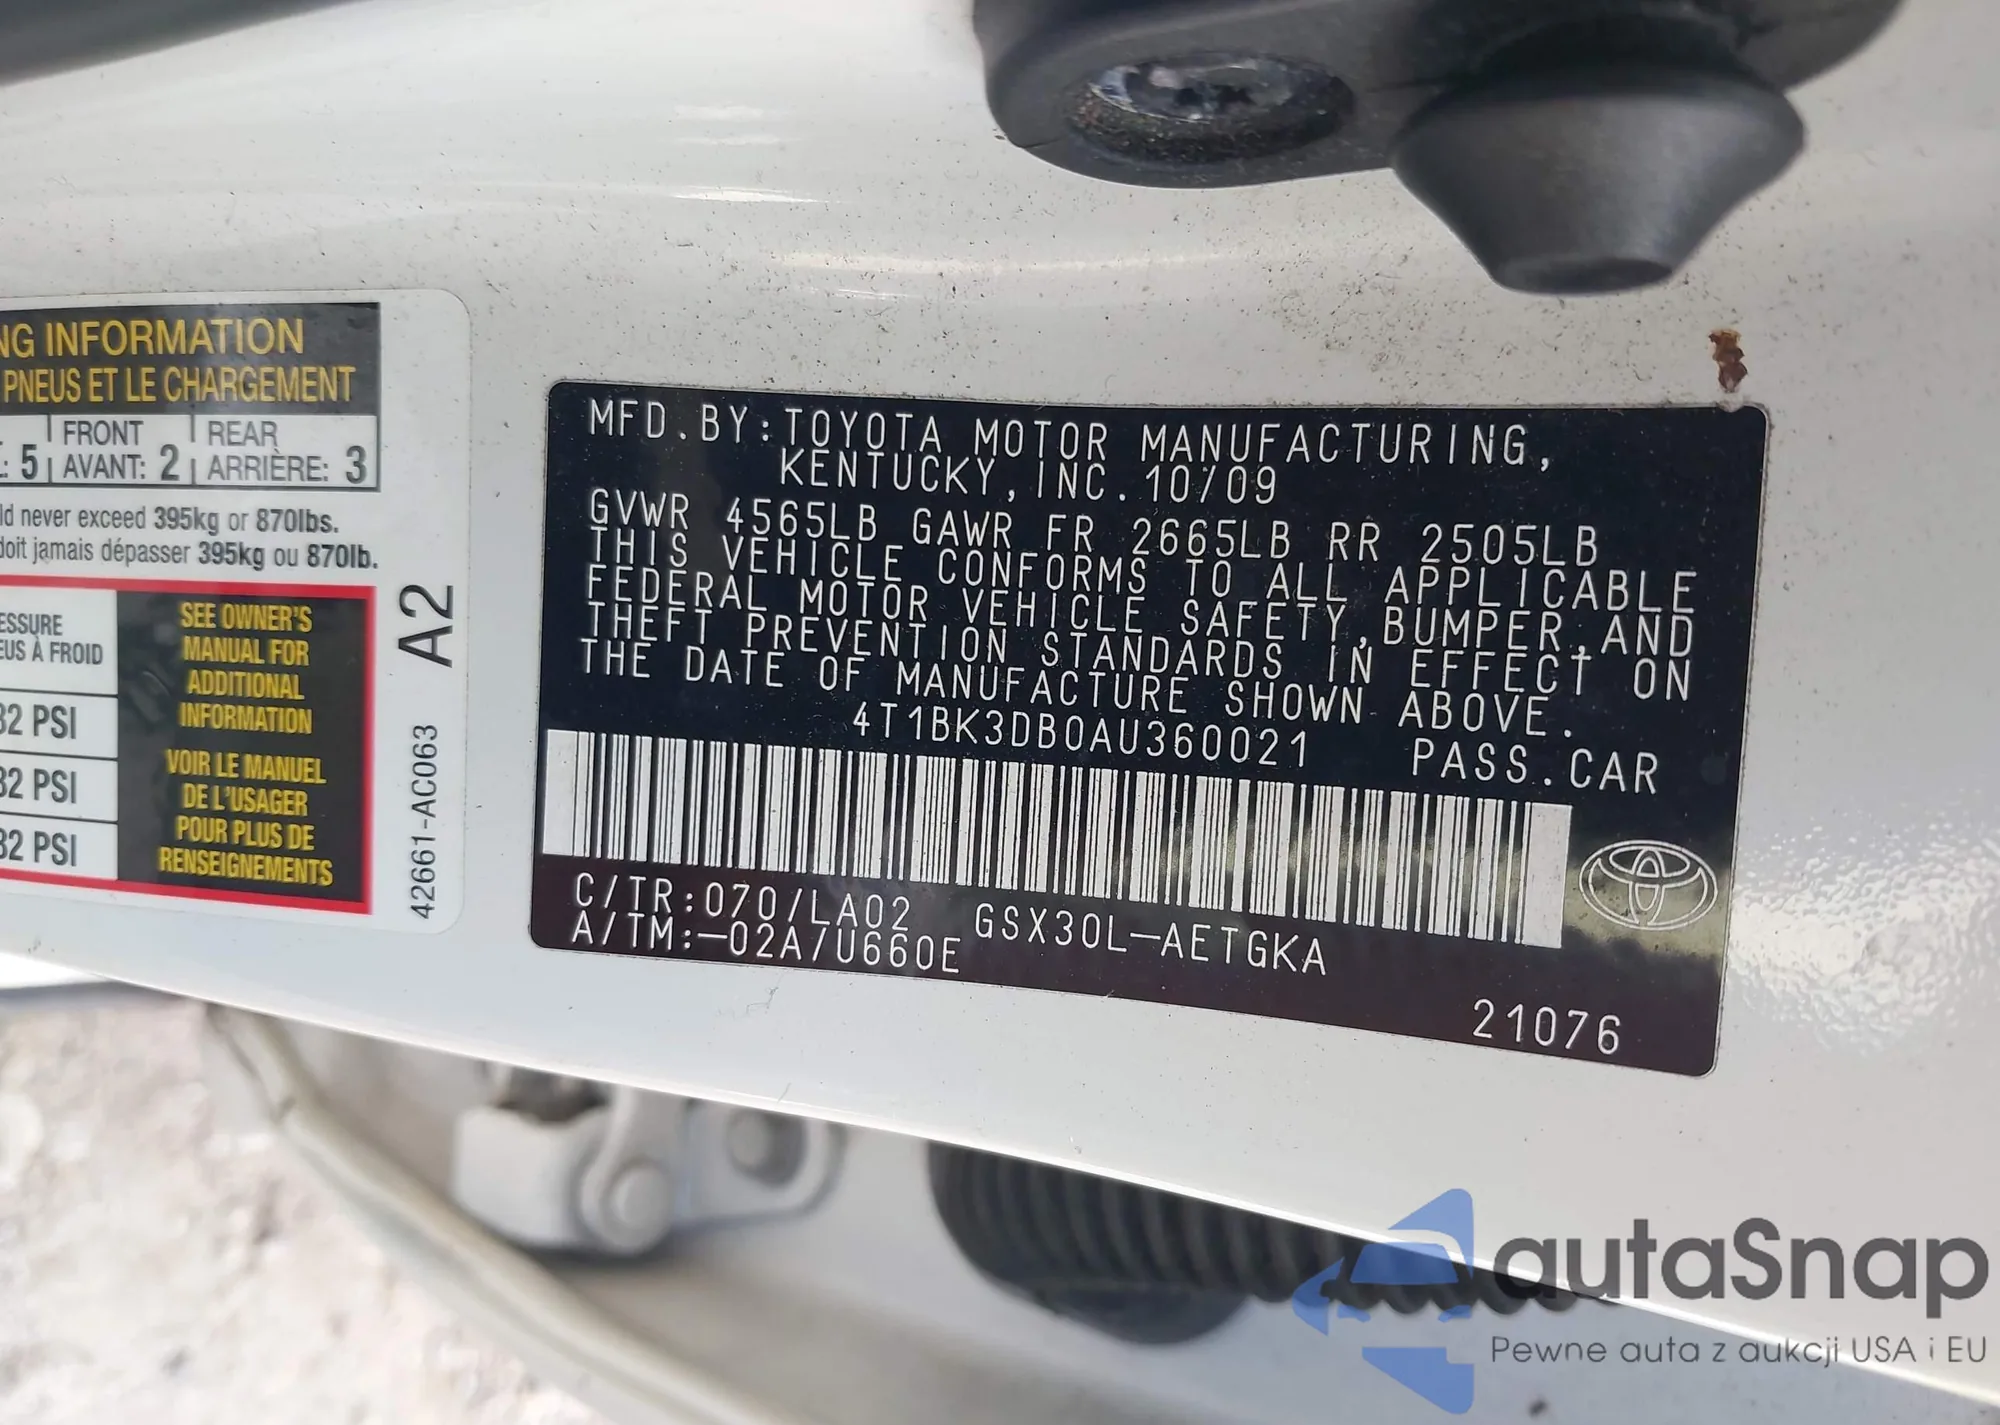 NG INFORMATION
PNEUS ET LE CHARGEMENT
: 5 | FRONT | REAR
AVANT: 2 | ARRIÈRE: 3
ld never exceed 395kg or 870lbs.
doit jamais dépasser 395kg ou 870lb.
ESSURE
EUS À FROID
32 PSI
32 PSI
32 PSI
SEE OWNER'S
MANUAL FOR
ADDITIONAL
INFORMATION
VOIR LE MANUEL
DE L'USAGER
POUR PLUS DE
RENSEIGNEMENTS
42661-AC063 A2
MFD.BY:TOYOTA MOTOR MANUFACTURING,
KENTUCKY,INC.10/09
GVWR 4565LB GAWR FR 2665LB RR 2505LB
THIS VEHICLE CONFORMS TO ALL APPLICABLE
FEDERAL MOTOR VEHICLE SAFETY,BUMPER,AND
THEFT PREVENTION STANDARDS IN EFFECT ON
THE DATE OF MANUFACTURE SHOWN ABOVE.
4T1BK3DB0AU360021 PASS.CAR
C/TR:070/LA02 GSX30L-AETGKA
A/TM:-02A/U660E
21076
autaSnap
Pewne auta z aukcji USA i EU